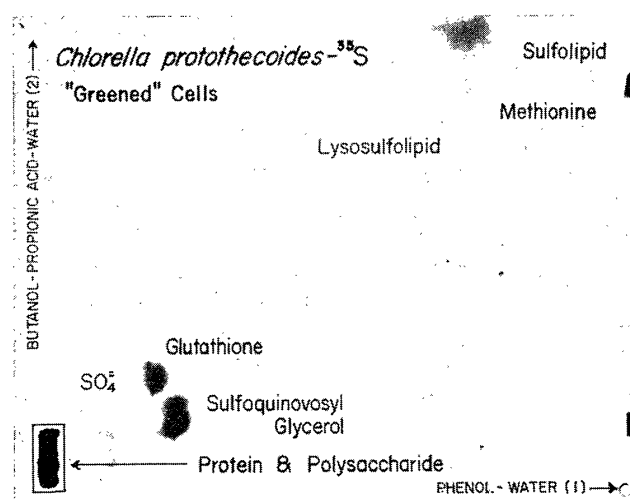 Chlorella protothecoides-³⁵S
"Greened" Cells
Sulfolipid
Methionine
Lysosulfolipid
BUTANOL-PROPIONIC ACID-WATER (2)
Glutathione
SO₄⁼
Sulfoquinovosyl
Glycerol
Protein & Polysaccharide
PHENOL-WATER (1)